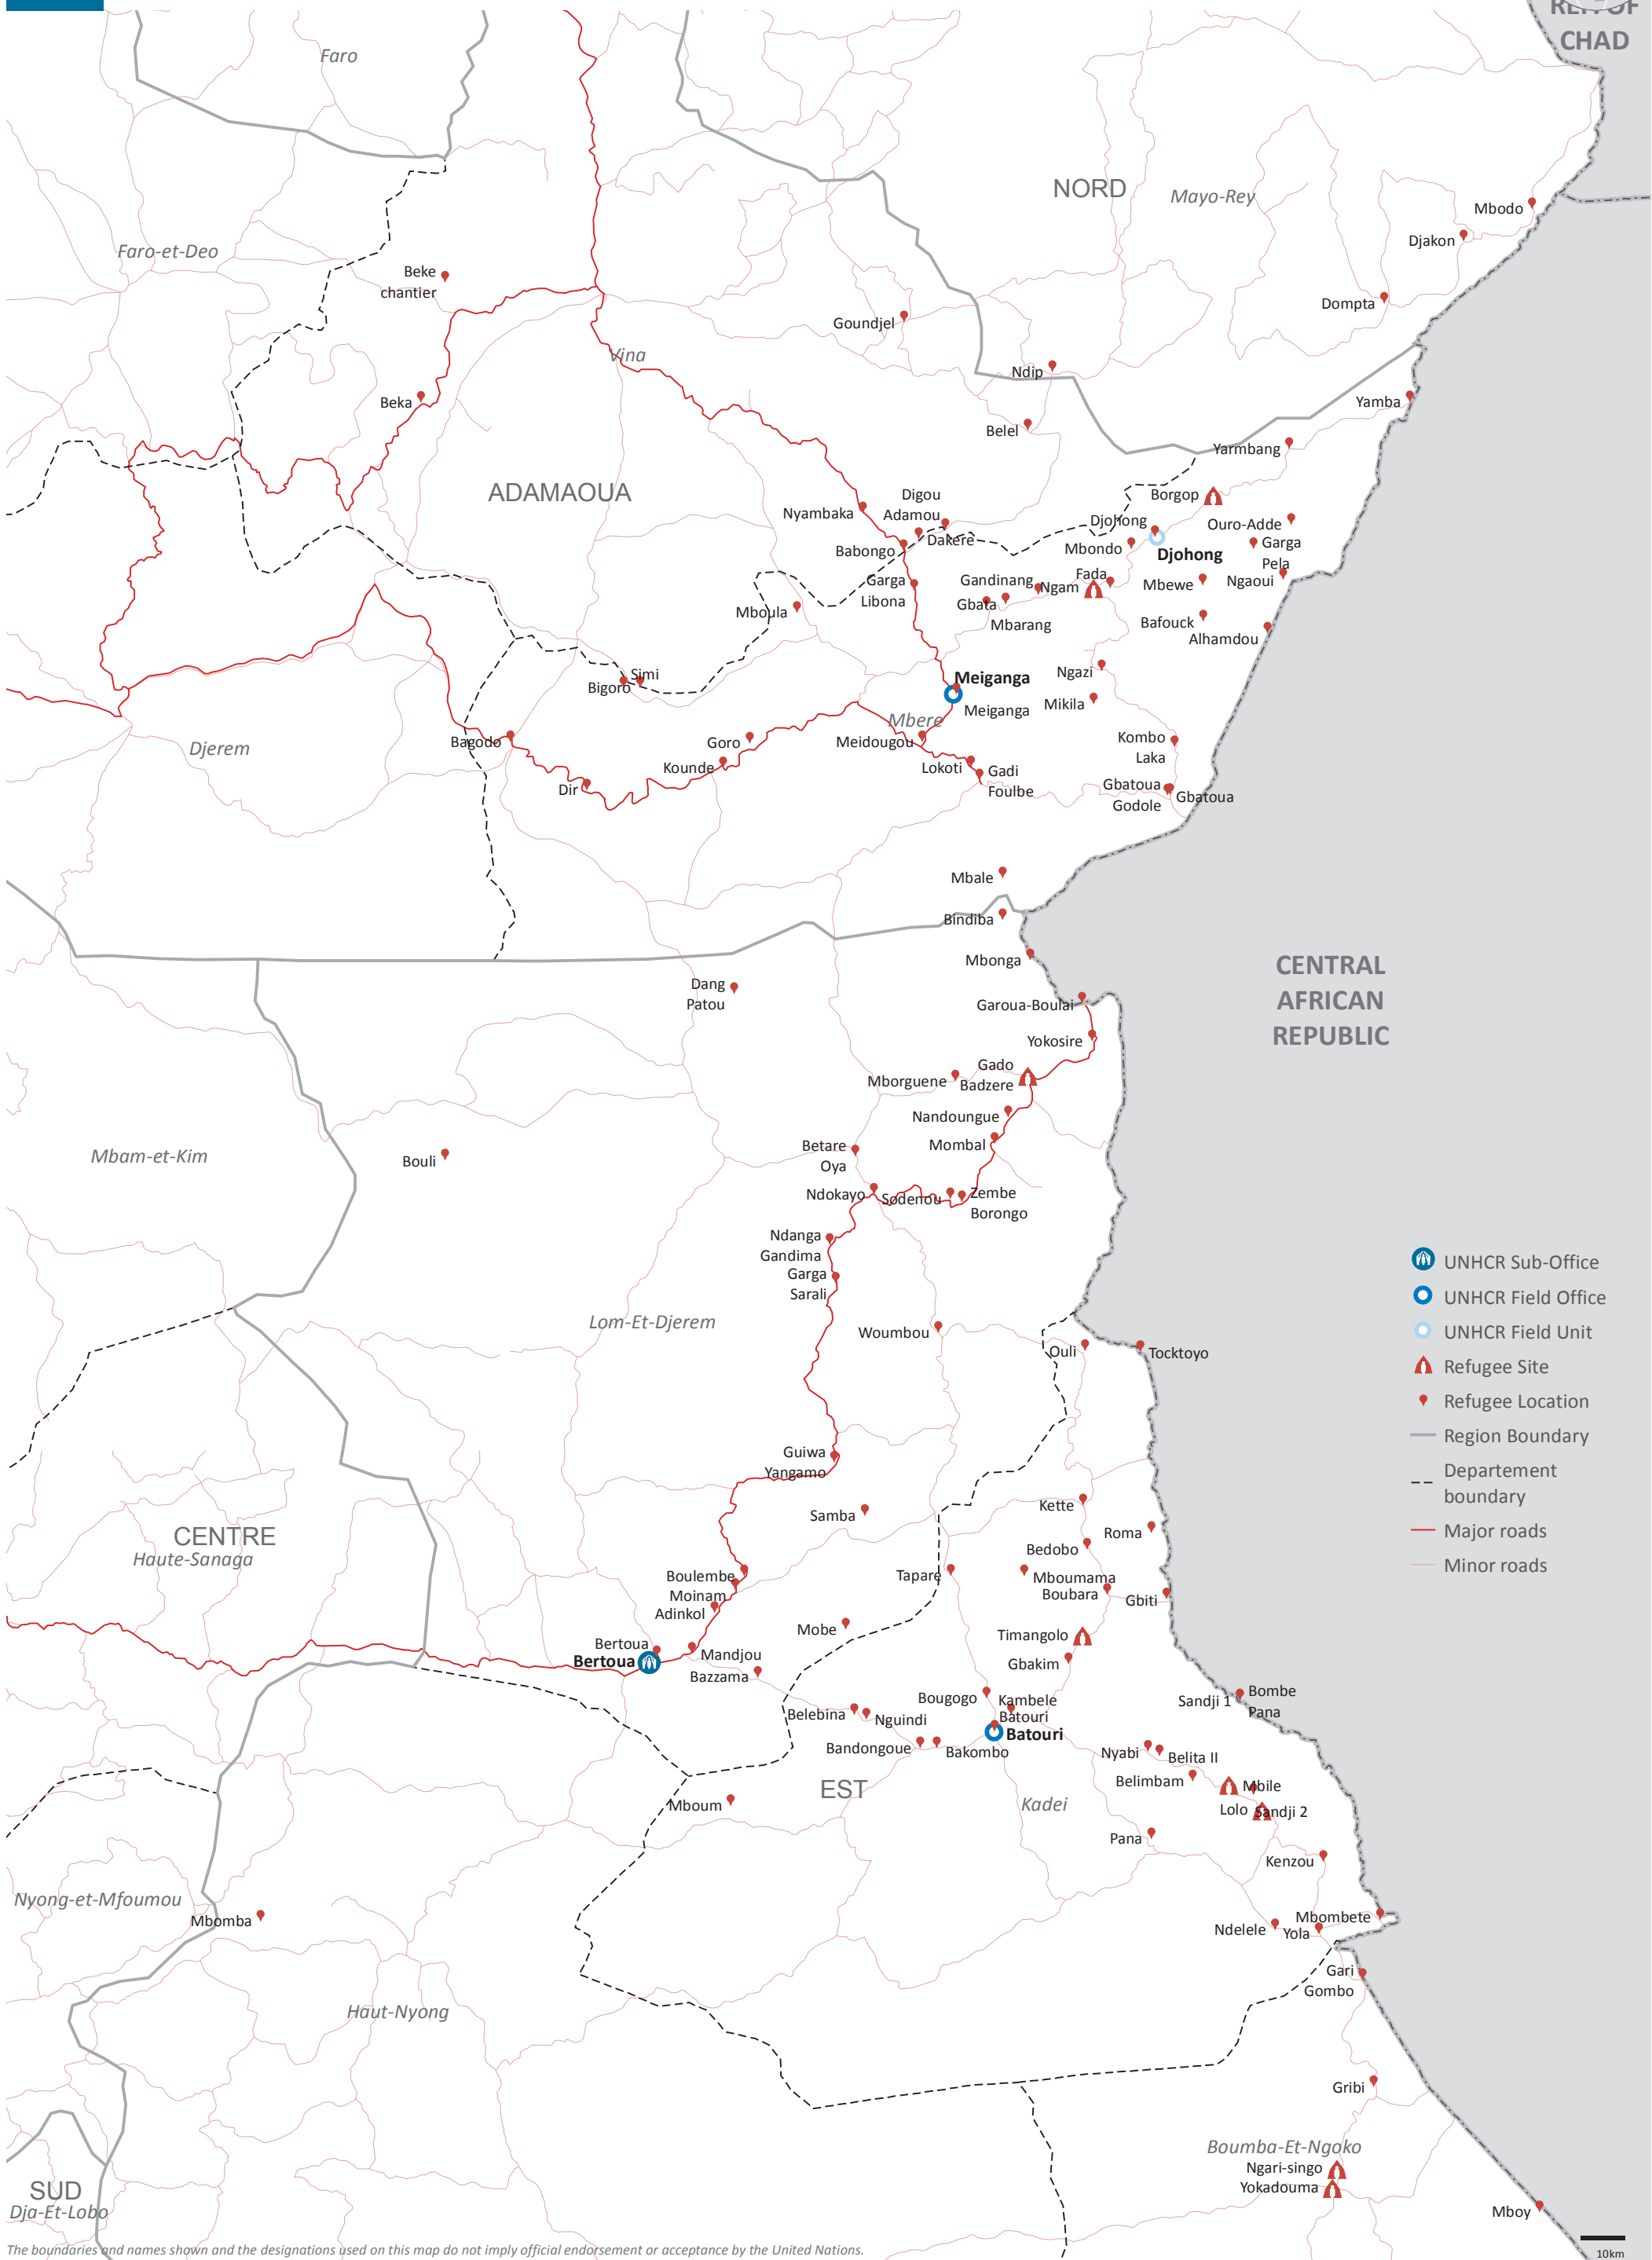 REP. OF
CHAD
Faro
NORD
Mayo-Rey
Mbodo
Djakon
Faro-et-Deo
Beke
chantier
Dompta
Goundjel
Vina
Ndip
Beka
Yamba
Belel
Yarmbang
ADAMAOUA
Digou
Adamou
Nyambaka
Borgop
Djohong
Ouro-Adde
Dakere
Babongo
Mbondo
Garga
Pela
Djohong
Fada
Gandinang
Ngam
Mbewe
Ngaoui
Garga
Libona
Gbata
Mboula
Mbarang
Bafouck
Alhamdou
Simi
Bigoro
Ngazi
Meiganga
Meiganga
Mikila
Mbere
Djerem
Bagodo
Goro
Meidougou
Kombo
Laka
Kounde
Lokoti
Gadi
Foulbe
Dir
Gbatoua
Godole
Gbatoua
Mbale
Bindiba
Mbonga
CENTRAL
AFRICAN
REPUBLIC
Dang
Patou
Garoua-Boulai
Yokosire
Gado
Badzere
Mborguene
Nandoungue
Mbam-et-Kim
Bouli
Betare
Oya
Mombal
Ndokayo
Sodenou
Zembe
Borongo
Ndanga
Gandima
Garga
Sarali
UNHCR Sub-Office
UNHCR Field Office
UNHCR Field Unit
Refugee Site
Refugee Location
Region Boundary
Departement
boundary
Major roads
Minor roads
Lom-Et-Djerem
Woumbou
Ouli
Tocktoyo
Guiwa
Yangamo
Kette
Samba
Roma
CENTRE
Haute-Sanaga
Bedobo
Boulembe
Moinam
Adinkol
Tapare
Mboumama
Boubara
Gbiti
Mobe
Timangolo
Bertoua
Bertoua
Mandjou
Gbakim
Bazzama
Bougogo
Kambele
Sandji 1
Bombe
Pana
Belebina
Nguindi
Batouri
Batouri
Bandongoue
Bakombo
Nyabi
Belita II
EST
Belimbam
Mbile
Mboum
Kadei
Lolo
Sandji 2
Pana
Kenzou
Nyong-et-Mfoumou
Mbomba
Mbombete
Ndelele
Yola
Gari
Gombo
Haut-Nyong
Gribi
Boumba-Et-Ngoko
Ngari-singo
Yokadouma
SUD
Dja-Et-Lobo
Mboy
The boundaries and names shown and the designations used on this map do not imply official endorsement or acceptance by the United Nations.
10km